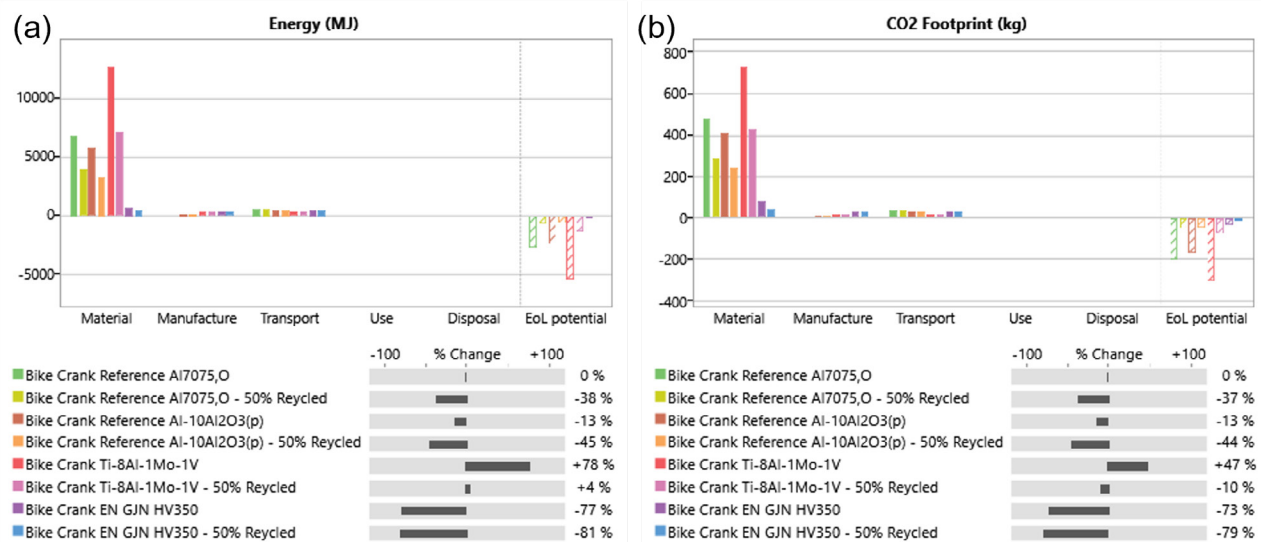 (a)
Energy (MJ)
10000
5000
0
-5000
Material Manufacture Transport Use Disposal EoL potential
-100 % Change +100
Bike Crank Reference Al7075,O 0 %
Bike Crank Reference Al7075,O - 50% Reycled -38 %
Bike Crank Reference Al-10Al2O3(p) -13 %
Bike Crank Reference Al-10Al2O3(p) - 50% Reycled -45 %
Bike Crank Ti-8Al-1Mo-1V +78 %
Bike Crank Ti-8Al-1Mo-1V - 50% Reycled +4 %
Bike Crank EN GJN HV350 -77 %
Bike Crank EN GJN HV350 - 50% Reycled -81 %
(b)
CO2 Footprint (kg)
800
600
400
200
0
-200
-400
Material Manufacture Transport Use Disposal EoL potential
-100 % Change +100
Bike Crank Reference Al7075,O 0 %
Bike Crank Reference Al7075,O - 50% Reycled -37 %
Bike Crank Reference Al-10Al2O3(p) -13 %
Bike Crank Reference Al-10Al2O3(p) - 50% Reycled -44 %
Bike Crank Ti-8Al-1Mo-1V +47 %
Bike Crank Ti-8Al-1Mo-1V - 50% Reycled -10 %
Bike Crank EN GJN HV350 -73 %
Bike Crank EN GJN HV350 - 50% Reycled -79 %